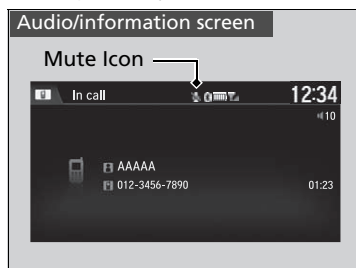 Audio/information screen
Mute Icon
In call
12:34
10
AAAAA
012-3456-7890
01:23